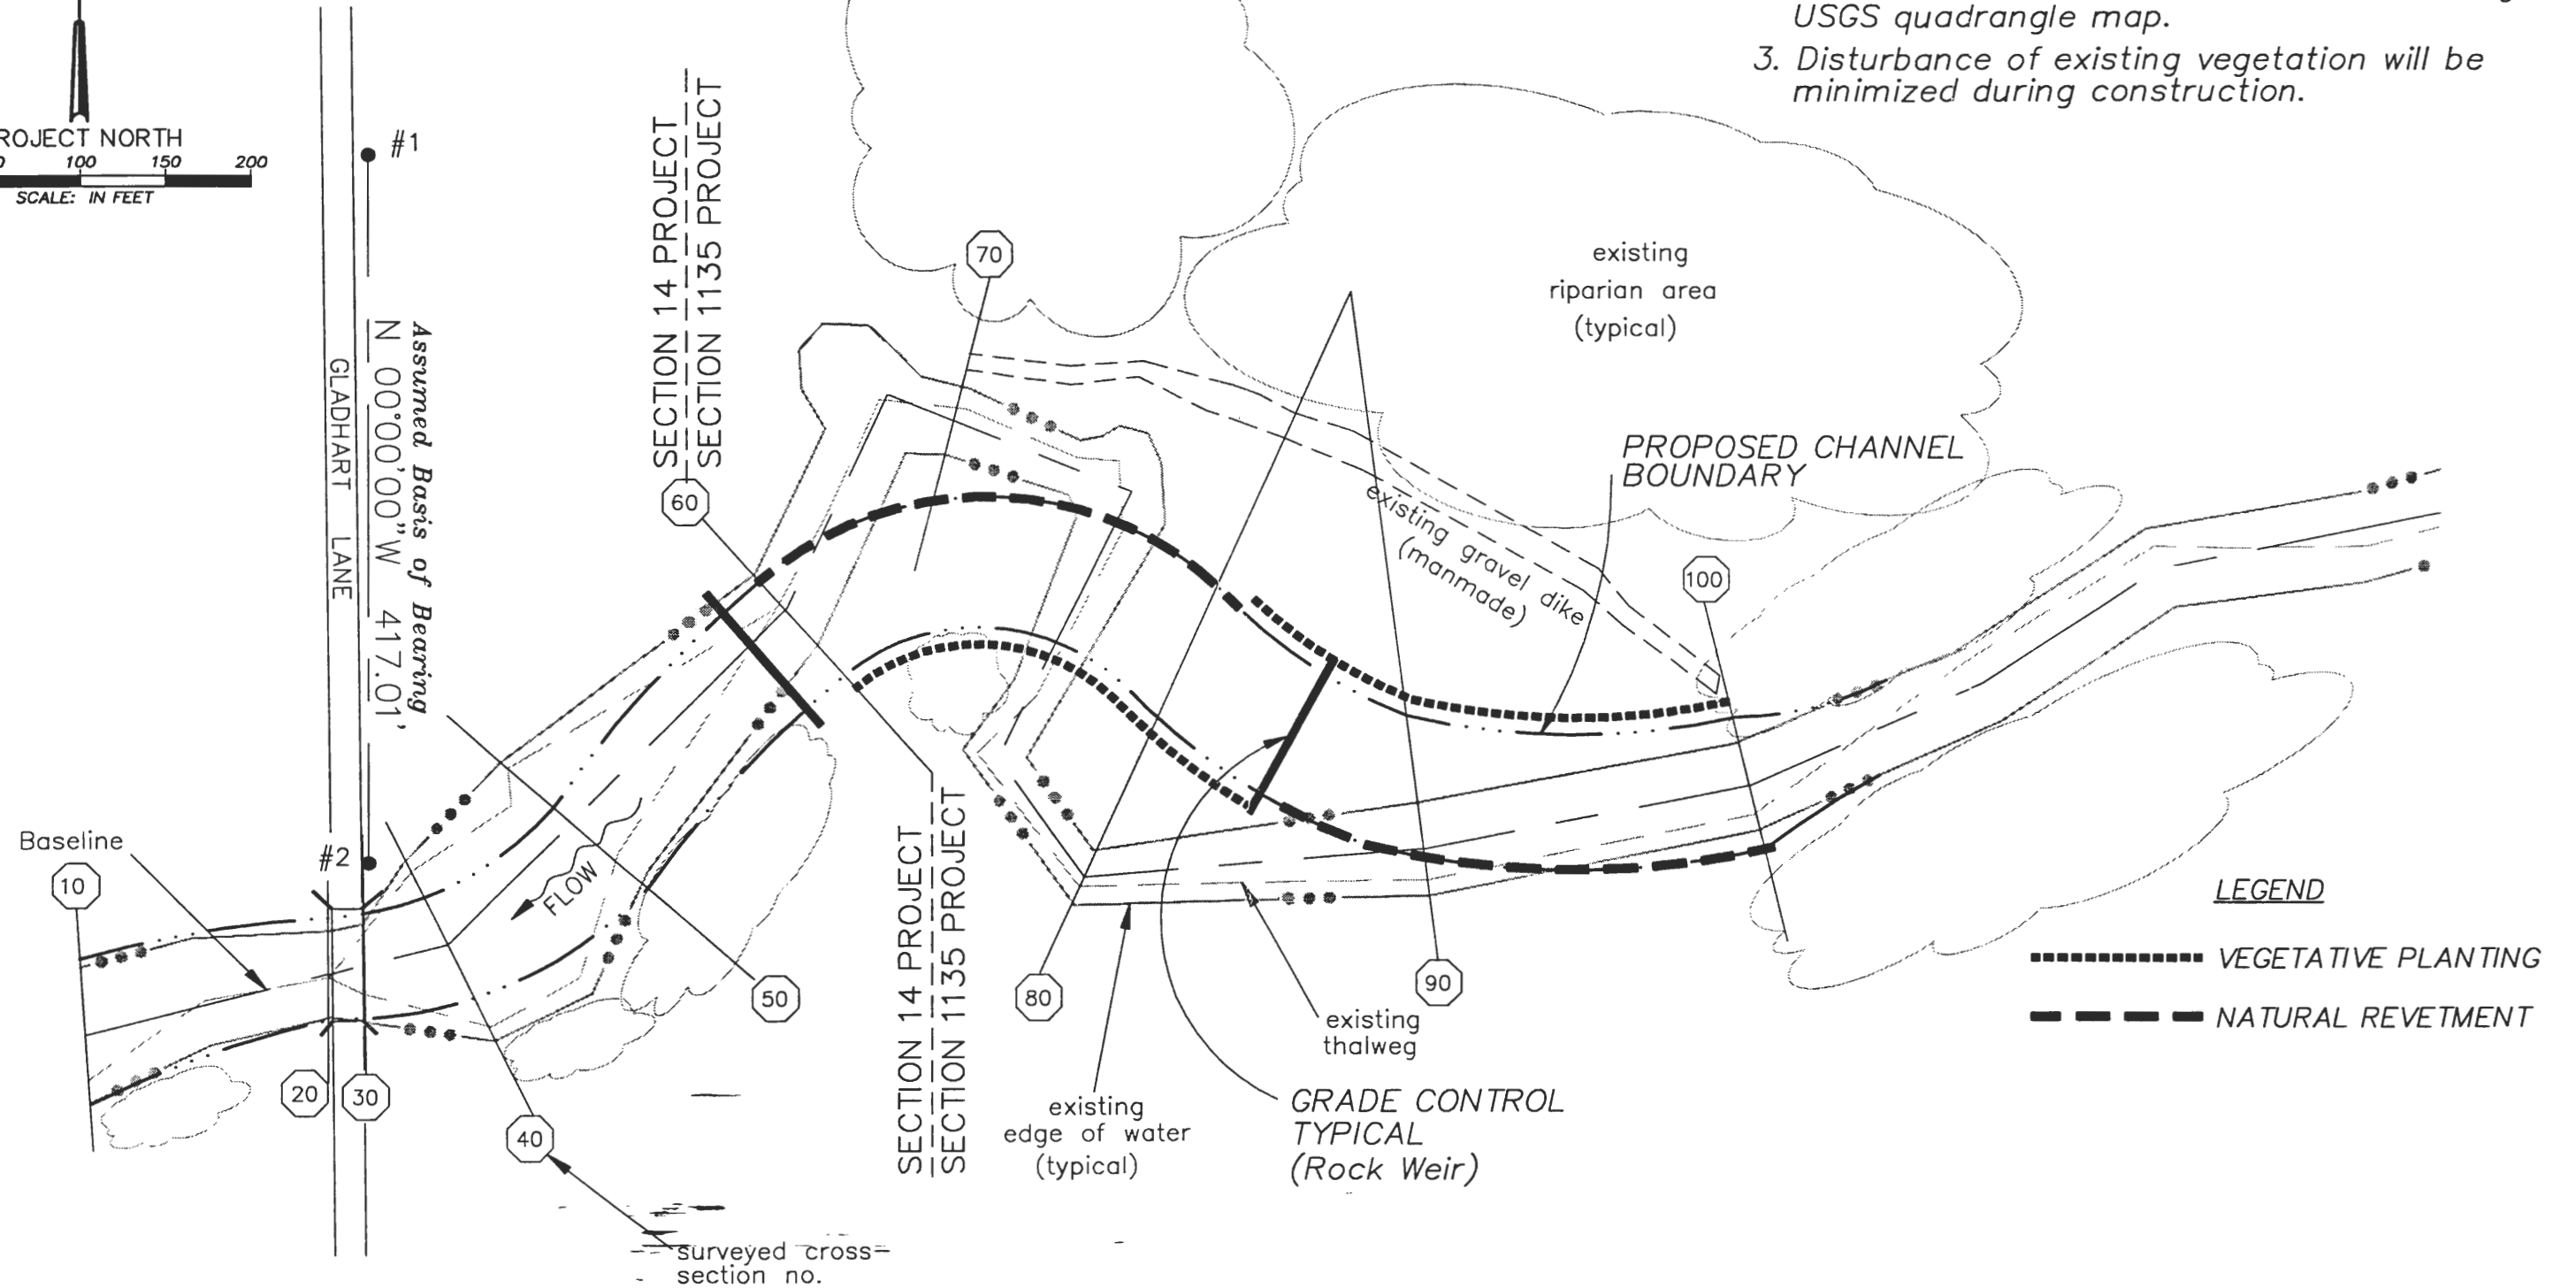 USGS quadrangle map.
3. Disturbance of existing vegetation will be
minimized during construction.
ROJECT NORTH
100 150 200
SCALE: IN FEET
#1
SECTION 14 PROJECT
SECTION 1135 PROJECT
70
existing
riparian area
(typical)
GLADHART LANE
N 00°00'00" W 417.01'
Assumed Basis of Bearing
60
PROPOSED CHANNEL
BOUNDARY
existing gravel dike
(manmade)
100
Baseline
10
#2
FLOW
50
SECTION 14 PROJECT
SECTION 1135 PROJECT
80
90
existing
thalweg
LEGEND
VEGETATIVE PLANTING
NATURAL REVETMENT
20
30
40
existing
edge of water
(typical)
GRADE CONTROL
TYPICAL
(Rock Weir)
surveyed cross-
section no.